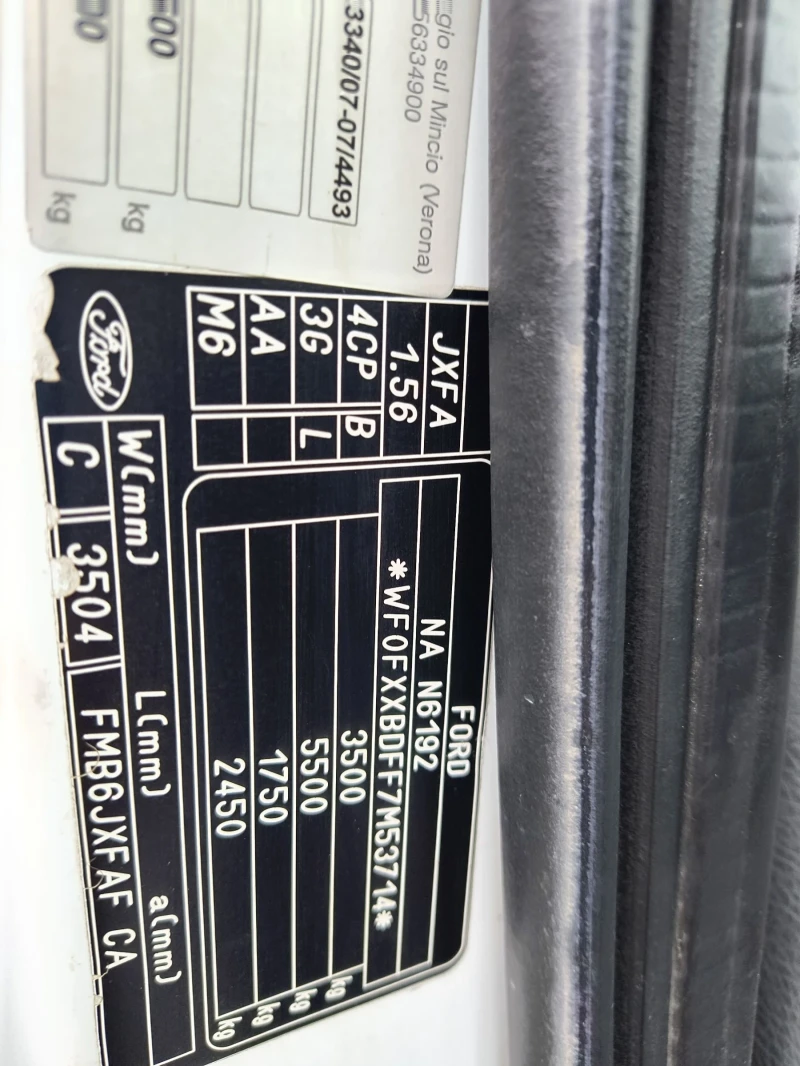 gio sul Mincio (Verona)
56334900
3340/07-07/4493
00 kg
00 kg
FORD
NA N6192
*WF0FXXBDFF7M53714*
3500 kg
5500 kg
1750 kg
2450 kg
JXFA
1.56
4CP B
3G L
AA
M6
Ford
W(mm) L(mm) a(mm)
C 3504 FMB6JXFAF CA